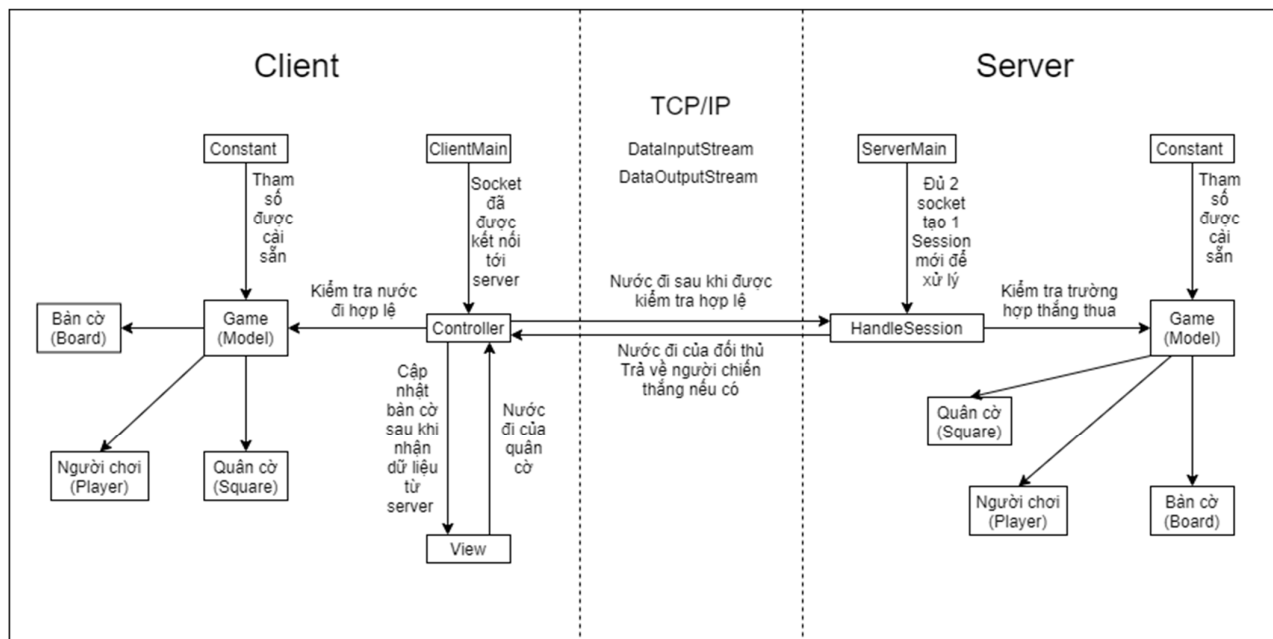 Client
Server
TCP/IP
DataInputStream
DataOutputStream
Constant
Tham
số
được
cài
sẵn
ClientMain
Socket
đã
được
kết nối
tới
server
ServerMain
Đủ 2
socket
tạo 1
Session
mới để
xử lý
Constant
Tham
số
được
cài
sẵn
Bản cờ
(Board)
Game
(Model)
Kiểm tra nước
đi hợp lệ
Controller
Nước đi sau khi được
kiểm tra hợp lệ
Nước đi của đối thủ
Trả về người chiến
thắng nếu có
HandleSession
Kiểm tra trường
hợp thắng thua
Game
(Model)
Người chơi
(Player)
Quân cờ
(Square)
Cập
nhật
bản cờ
sau khi
nhận
dữ liệu
từ
server
Nước
đi của
quân
cờ
View
Quân cờ
(Square)
Người chơi
(Player)
Bản cờ
(Board)